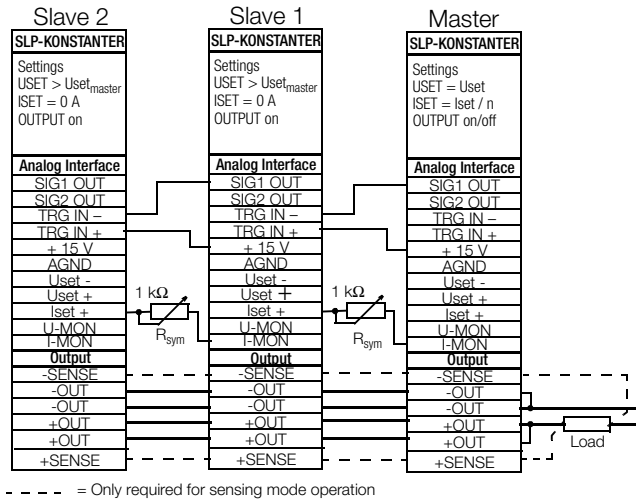 Slave 2
SLP-KONSTANTER
Settings
USET > Usetmaster
ISET = 0 A
OUTPUT on
Analog Interface
SIG1 OUT
SIG2 OUT
TRG IN –
TRG IN +
+ 15 V
AGND
Uset -
Uset +
Iset +
U-MON
I-MON
Output
-SENSE
-OUT
-OUT
+OUT
+OUT
+SENSE
1 kΩ
Rsym
Slave 1
SLP-KONSTANTER
Settings
USET > Usetmaster
ISET = 0 A
OUTPUT on
Analog Interface
SIG1 OUT
SIG2 OUT
TRG IN –
TRG IN +
+ 15 V
AGND
Uset -
Uset +
Iset +
U-MON
I-MON
Output
-SENSE
-OUT
-OUT
+OUT
+OUT
+SENSE
1 kΩ
Rsym
Master
SLP-KONSTANTER
Settings
USET = Uset
ISET = Iset / n
OUTPUT on/off
Analog Interface
SIG1 OUT
SIG2 OUT
TRG IN –
TRG IN +
+ 15 V
AGND
Uset -
Uset +
Iset +
U-MON
I-MON
Output
-SENSE
-OUT
-OUT
+OUT
+OUT
+SENSE
Load
= Only required for sensing mode operation